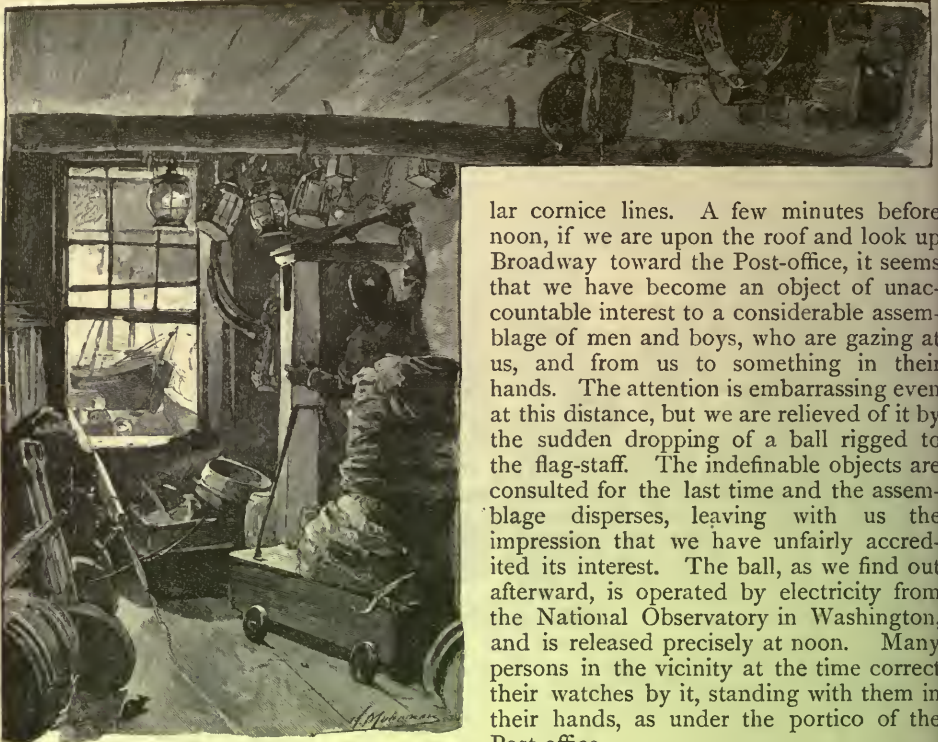 lar cornice lines. A few minutes before
noon, if we are upon the roof and look up
Broadway toward the Post-office, it seems
that we have become an object of unac-
countable interest to a considerable assem-
blage of men and boys, who are gazing at
us, and from us to something in their
hands. The attention is embarrassing even
at this distance, but we are relieved of it by
the sudden dropping of a ball rigged to
the flag-staff. The indefinable objects are
consulted for the last time and the assem-
blage disperses, leaving with us the
impression that we have unfairly accred-
ited its interest. The ball, as we find out
afterward, is operated by electricity from
the National Observatory in Washington,
and is released precisely at noon. Many
persons in the vicinity at the time correct
their watches by it, standing with them in
their hands, as under the portico of the
Post-office